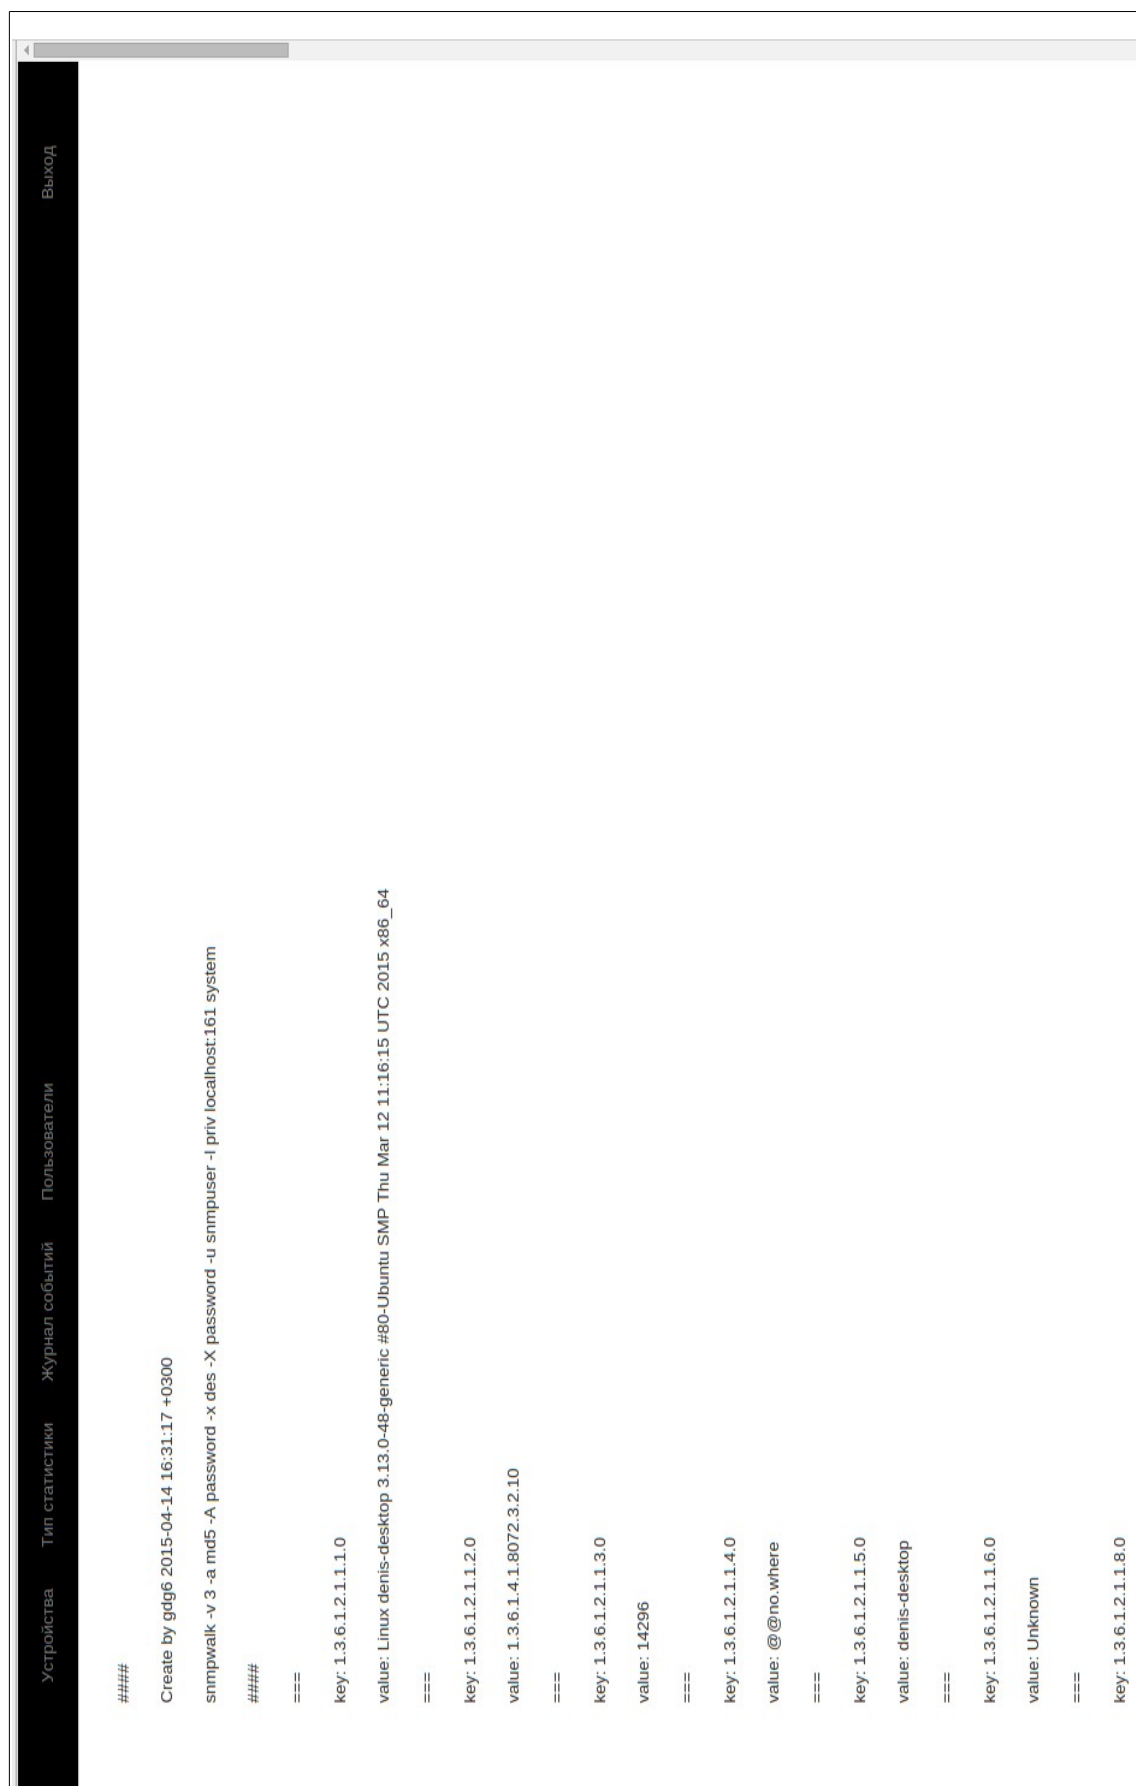 Устройства Тип статистики Журнал событий Пользователи Выход
####
Create by gdg6 2015-04-14 16:31:17 +0300
snmpwalk -v 3 -a md5 -A password -x des -X password -u snmpuser -l priv localhost:161 system
####
===
key: 1.3.6.1.2.1.1.1.0
value: Linux denis-desktop 3.13.0-48-generic #80-Ubuntu SMP Thu Mar 12 11:16:15 UTC 2015 x86_64
===
key: 1.3.6.1.2.1.1.2.0
value: 1.3.6.1.4.1.8072.3.2.10
===
key: 1.3.6.1.2.1.1.3.0
value: 14296
===
key: 1.3.6.1.2.1.1.4.0
value: @@no.where
===
key: 1.3.6.1.2.1.1.5.0
value: denis-desktop
===
key: 1.3.6.1.2.1.1.6.0
value: Unknown
===
key: 1.3.6.1.2.1.1.8.0